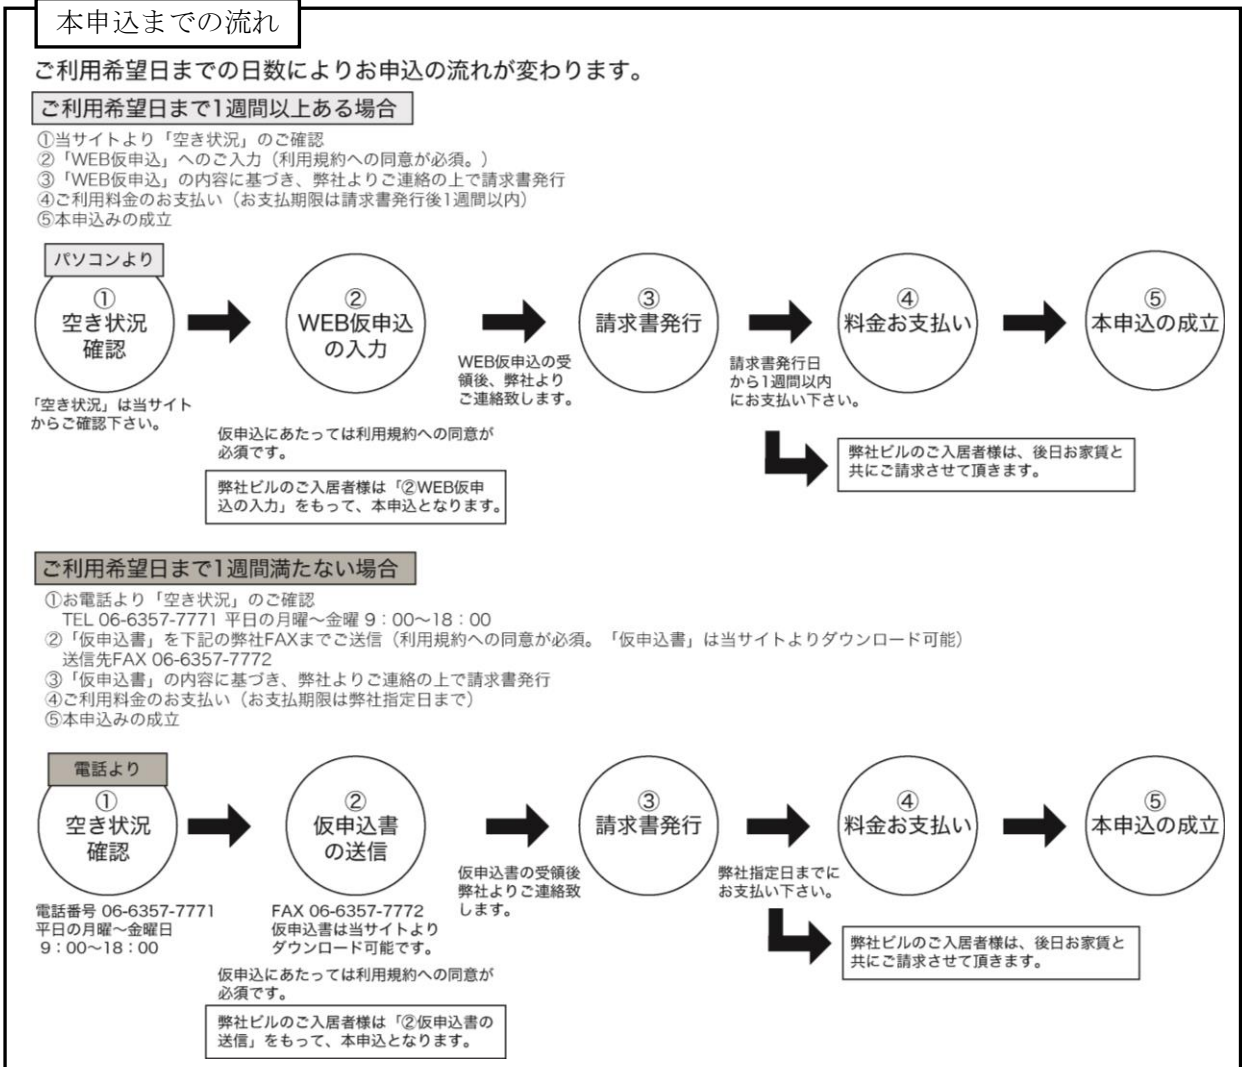 本申込までの流れ
ご利用希望日までの日数によりお申込の流れが変わります。
ご利用希望日まで1週間以上ある場合
①当サイトより「空き状況」のご確認
②「WEB仮申込」へのご入力（利用規約への同意が必須。）
③「WEB仮申込」の内容に基づき、弊社よりご連絡の上で請求書発行
④ご利用料金のお支払い（お支払期限は請求書発行後1週間以内）
⑤本申込みの成立
パソコンより
①
空き状況
確認
「空き状況」は当サイト
からご確認下さい。
②
WEB仮申込
の入力
仮申込にあたっては利用規約への同意が
必須です。
弊社ビルのご入居者様は「②WEB仮申
込の入力」をもって、本申込となります。
WEB仮申込の受
領後、弊社より
ご連絡致します。
③
請求書発行
請求書発行日
から1週間以内
にお支払い下さい。
弊社ビルのご入居者様は、後日お家賃と
共にご請求させて頂きます。
④
料金お支払い
⑤
本申込の成立
ご利用希望日まで1週間満たない場合
①お電話より「空き状況」のご確認
TEL 06-6357-7771 平日の月曜～金曜 9：00～18：00
②「仮申込書」を下記の弊社FAXまでご送信（利用規約への同意が必須。「仮申込書」は当サイトよりダウンロード可能）
送信先FAX 06-6357-7772
③「仮申込書」の内容に基づき、弊社よりご連絡の上で請求書発行
④ご利用料金のお支払い（お支払期限は弊社指定日まで）
⑤本申込みの成立
電話より
①
空き状況
確認
電話番号 06-6357-7771
平日の月曜～金曜日
9：00～18：00
②
仮申込書
の送信
FAX 06-6357-7772
仮申込書は当サイトより
ダウンロード可能です。
仮申込にあたっては利用規約への同意が
必須です。
弊社ビルのご入居者様は「②仮申込書の
送信」をもって、本申込となります。
仮申込書の受領後
弊社よりご連絡致
します。
③
請求書発行
弊社指定日までに
お支払い下さい。
弊社ビルのご入居者様は、後日お家賃と
共にご請求させて頂きます。
④
料金お支払い
⑤
本申込の成立